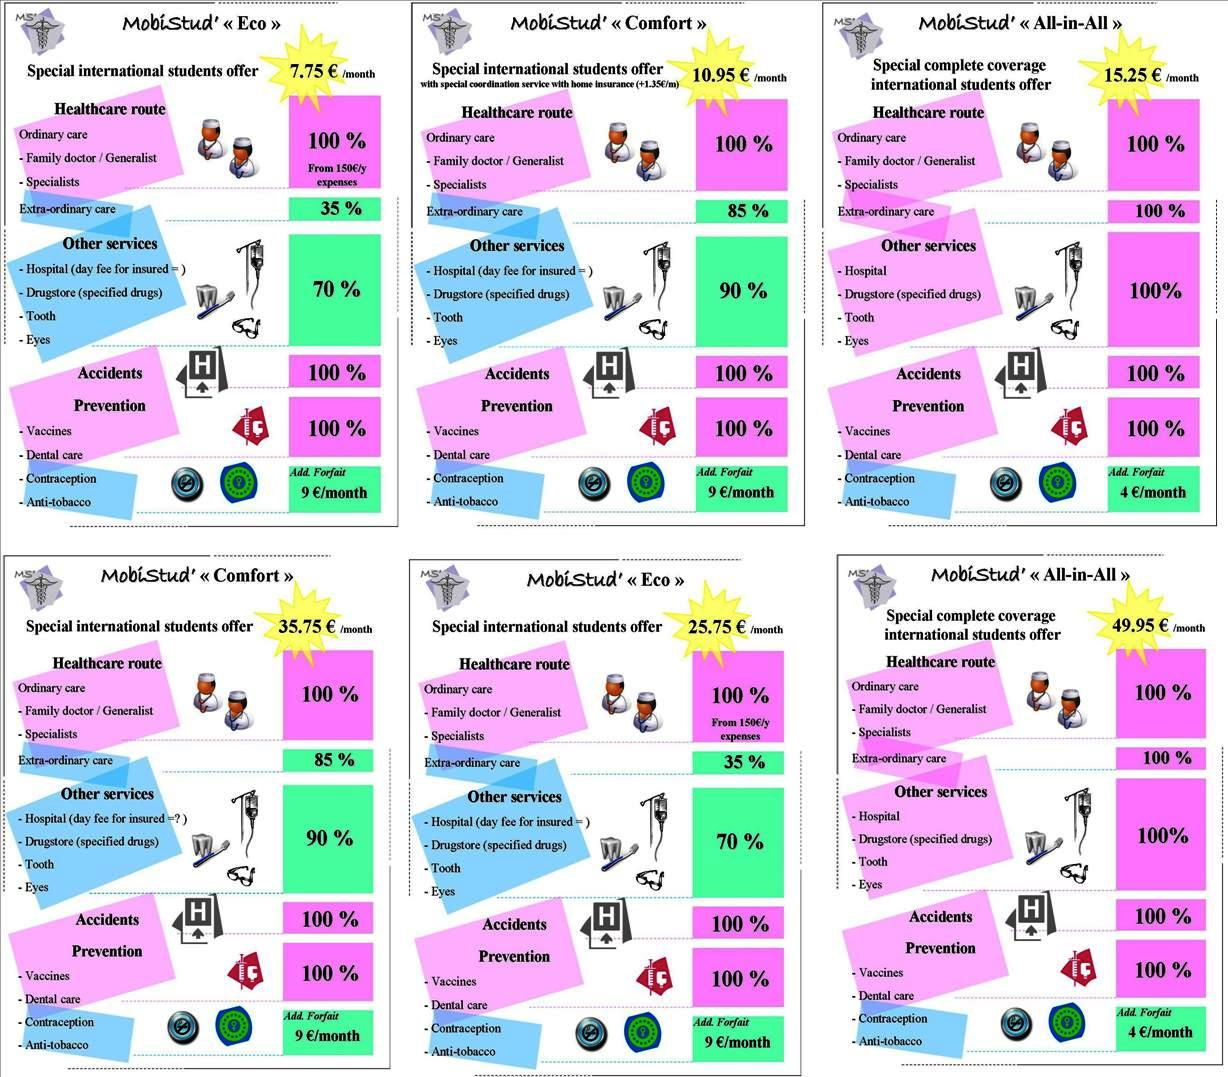 MS'
MobiStud' « Eco »
Special international students offer
7.75 € /month
Healthcare route
Ordinary care
- Family doctor / Generalist
- Specialists
100 %
From 150€/y
expenses
Extra-ordinary care
35 %
Other services
- Hospital (day fee for insured = )
- Drugstore (specified drugs)
- Tooth
- Eyes
70 %
H
Accidents
100 %
Prevention
- Vaccines
- Dental care
100 %
- Contraception
- Anti-tobacco
Add. Forfait
9 €/month
MS'
MobiStud' « Comfort »
Special international students offer
with special coordination service with home insurance (+1.35€/m)
10.95 € /month
Healthcare route
Ordinary care
- Family doctor / Generalist
- Specialists
100 %
Extra-ordinary care
85 %
Other services
- Hospital (day fee for insured = )
- Drugstore (specified drugs)
- Tooth
- Eyes
90 %
H
Accidents
100 %
Prevention
- Vaccines
- Dental care
100 %
- Contraception
- Anti-tobacco
Add. Forfait
9 €/month
MS'
MobiStud' « All-in-All »
Special complete coverage
international students offer
15.25 € /month
Healthcare route
Ordinary care
- Family doctor / Generalist
- Specialists
100 %
Extra-ordinary care
100 %
Other services
- Hospital
- Drugstore (specified drugs)
- Tooth
- Eyes
100%
H
Accidents
100 %
Prevention
- Vaccines
- Dental care
100 %
- Contraception
- Anti-tobacco
Add. Forfait
4 €/month
MS'
MobiStud' « Comfort »
Special international students offer
35.75 € /month
Healthcare route
Ordinary care
- Family doctor / Generalist
- Specialists
100 %
Extra-ordinary care
85 %
Other services
- Hospital (day fee for insured =? )
- Drugstore (specified drugs)
- Tooth
- Eyes
90 %
H
Accidents
100 %
Prevention
- Vaccines
- Dental care
100 %
- Contraception
- Anti-tobacco
Add. Forfait
9 €/month
MS'
MobiStud' « Eco »
Special international students offer
25.75 € /month
Healthcare route
Ordinary care
- Family doctor / Generalist
- Specialists
100 %
From 150€/y
expenses
Extra-ordinary care
35 %
Other services
- Hospital (day fee for insured = )
- Drugstore (specified drugs)
- Tooth
- Eyes
70 %
H
Accidents
100 %
Prevention
- Vaccines
- Dental care
100 %
- Contraception
- Anti-tobacco
Add. Forfait
9 €/month
MS'
MobiStud' « All-in-All »
Special complete coverage
international students offer
49.95 € /month
Healthcare route
Ordinary care
- Family doctor / Generalist
- Specialists
100 %
Extra-ordinary care
100 %
Other services
- Hospital
- Drugstore (specified drugs)
- Tooth
- Eyes
100%
H
Accidents
100 %
Prevention
- Vaccines
- Dental care
100 %
- Contraception
- Anti-tobacco
Add. Forfait
4 €/month